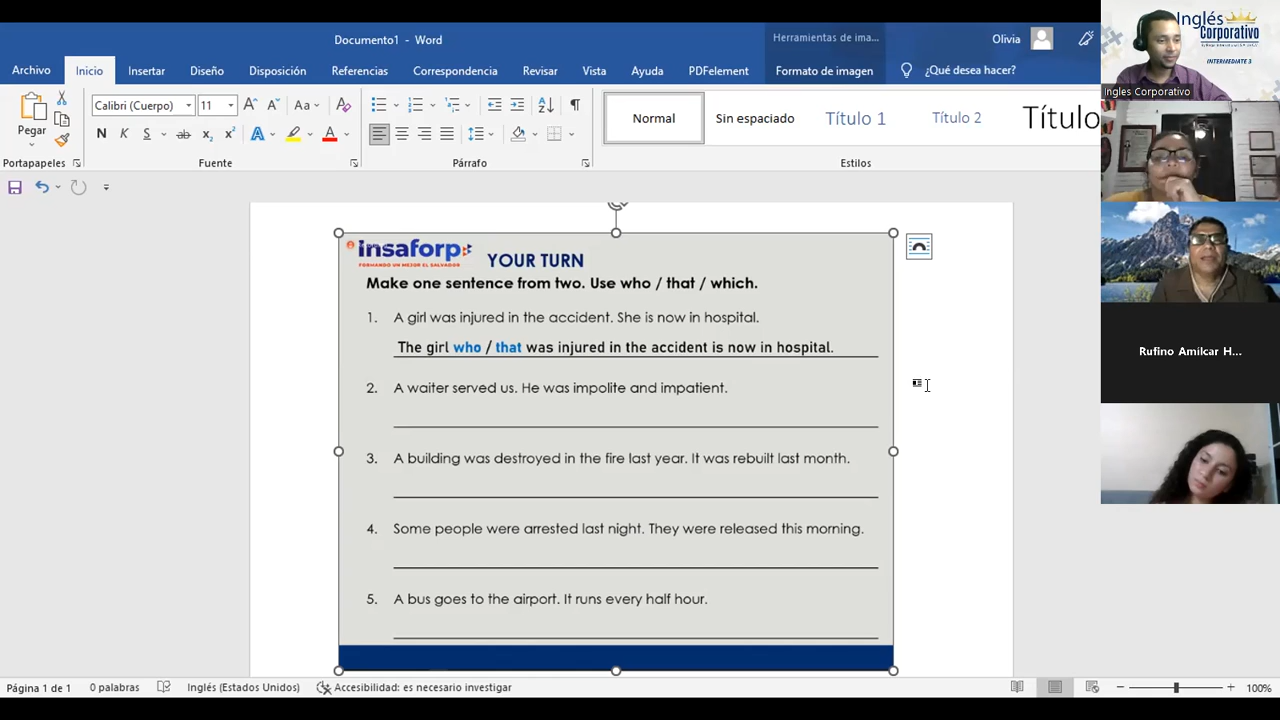 Documento1 - Word
Herramientas de ima...
Olivia
Archivo
Inicio
Insertar
Diseño
Disposición
Referencias
Correspondencia
Revisar
Vista
Ayuda
PDFelement
Formato de imagen
¿Qué desea hacer?
Pegar
Calibri (Cuerpo)
11
Normal
Sin espaciado
Título 1
Título 2
Título
Portapapeles
Fuente
Párrafo
Estilos
Inglés
Corporativo
INTERMEDIATE 3
Ingles Corporativo
Rufino Amílcar H...
insaforp
FORMANDO UN MEJOR EL SALVADOR
YOUR TURN
Make one sentence from two. Use who / that / which.
1. A girl was injured in the accident. She is now in hospital.
The girl who / that was injured in the accident is now in hospital.
2. A waiter served us. He was impolite and impatient.
3. A building was destroyed in the fire last year. It was rebuilt last month.
4. Some people were arrested last night. They were released this morning.
5. A bus goes to the airport. It runs every half hour.
Página 1 de 1
0 palabras
Inglés (Estados Unidos)
Accesibilidad: es necesario investigar
100%